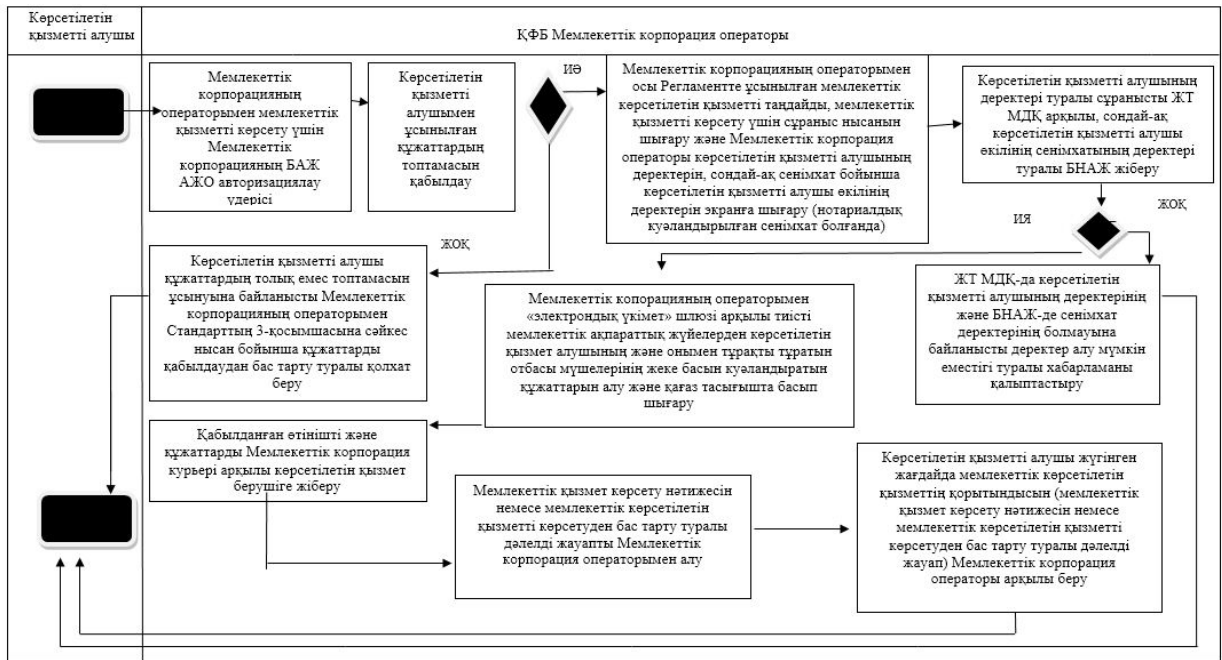 Көрсетілетін
қызметті алушы
ҚФБ Мемлекеттік корпорация операторы
Мемлекеттік
корпорацияның
операторымен мемлекеттік
қызметті көрсету үшін
Мемлекеттік
корпорацияның БАЖ
АЖО авторизациялау
үдерісі
Көрсетілетін
қызметті
алушымен
ұсынылған
құжаттардың
топтамасын
қабылдау
ИӘ
Мемлекеттік корпорацияның операторымен
осы Регламентте ұсынылған мемлекеттік
көрсетілетін қызметті таңдайды, мемлекеттік
қызметті көрсету үшін сұраныс нысанын
шығару және Мемлекеттік корпорация
операторы көрсетілетін қызметті алушының
деректерін, сондай-ақ сенімхат бойынша
көрсетілетін қызметті алушы өкілінің
деректерін экранға шығару (нотариалдық
куәландырылған сенімхат болғанда)
Көрсетілетін қызметті алушының
деректері туралы сұранысты ЖТ
МДҚ арқылы, сондай-ақ
көрсетілетін қызметті алушы
өкілінің сенімхатының деректері
туралы БНАЖ жіберу
ЖОҚ
ИЯ
ЖОҚ
Көрсетілетін қызметті алушы
құжаттардың толық емес топтамасын
ұсынуына байланысты Мемлекеттік
корпорацияның операторымен
Стандарттың 3-қосымшасына сәйкес
нысан бойынша құжаттарды
қабылдаудан бас тарту туралы қолхат
беру
Мемлекеттік копорацияның операторымен
«электрондық үкімет» шлюзі арқылы тиісті
мемлекеттік ақпараттық жүйелерден көрсетілетін
қызмет алушының және онымен тұрақты тұратын
отбасы мүшелерінің жеке басын куәландыратын
құжаттарын алу және қағаз тасығышта басып
шығару
ЖТ МДҚ-да көрсетілетін
қызметті алушының деректерінің
және БНАЖ-де сенімхат
деректерінің болмауына
байланысты деректер алу мүмкін
еместігі туралы хабарламаны
қалыптастыру
Қабылданған өтінішті және
құжаттарды Мемлекеттік корпорация
курьері арқылы көрсетілетін қызмет
берушіге жіберу
Мемлекеттік қызмет көрсету нәтижесін
немесе мемлекеттік көрсетілетін
қызметті көрсетуден бас тарту туралы
дәлелді жауапты Мемлекеттік
корпорация операторымен алу
Көрсетілетін қызметті алушы жүгінген
жағдайда мемлекеттік көрсетілетін
қызметтің қорытындысын (мемлекеттік
қызмет көрсету нәтижесін немесе
мемлекеттік көрсетілетін қызметті
көрсетуден бас тарту туралы дәлелді
жауап) Мемлекеттік корпорация
операторы арқылы беру